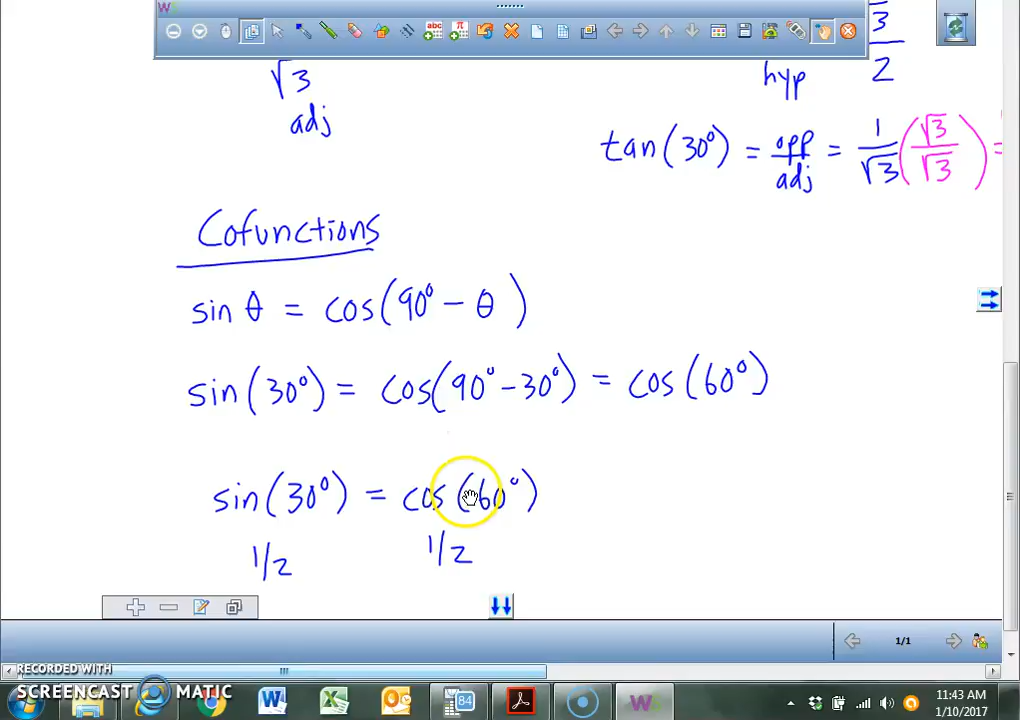 √3
adj
hyp
√3/2
tan(30°) = opp/adj = 1/√3 (√3/√3) =
Cofunctions
sin θ = cos(90° − θ)
sin(30°) = cos(90° − 30°) = cos(60°)
sin(30°) = cos(60°)
1/2 1/2
1/1
RECORDED WITH
SCREENCAST MATIC
84
11:43 AM
1/10/2017